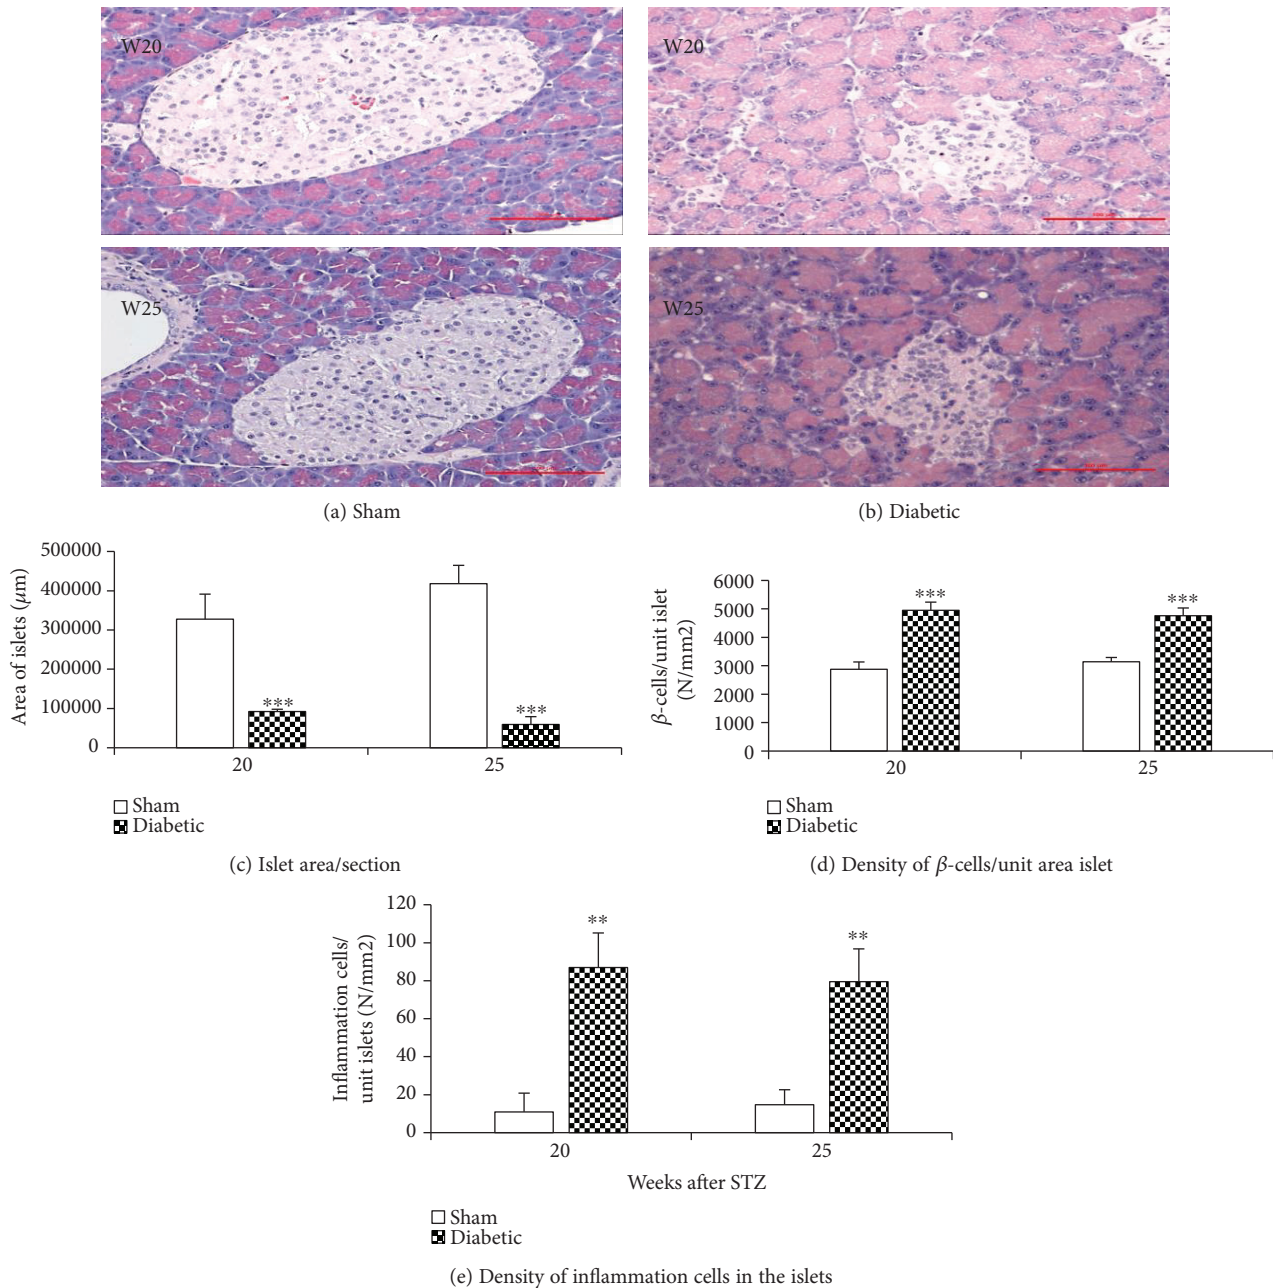 W20
W20
W25
W25
(a) Sham
(b) Diabetic
500000
400000
300000
200000
100000
0
Area of islets (μm)
***
***
20
25
Sham
Diabetic
(c) Islet area/section
6000
5000
4000
3000
2000
1000
0
β-cells/unit islet
(N/mm2)
***
***
20
25
Sham
Diabetic
(d) Density of β-cells/unit area islet
120
100
80
60
40
20
0
Inflammation cells/
unit islets (N/mm2)
**
**
20
25
Weeks after STZ
Sham
Diabetic
(e) Density of inflammation cells in the islets